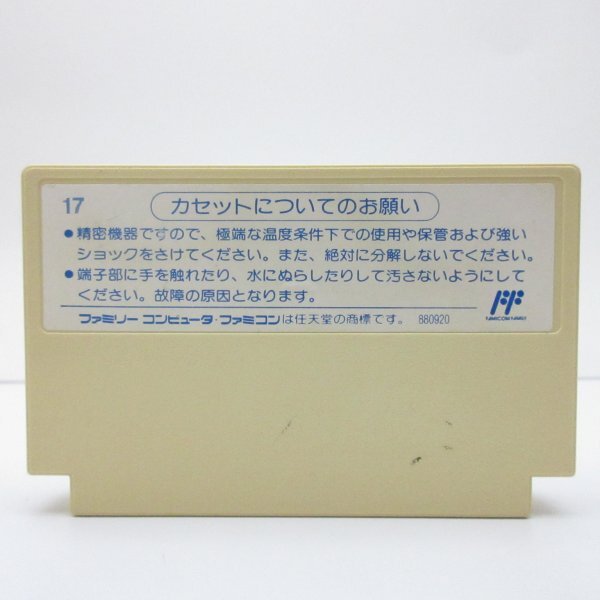 17
カセットについてのお願い
●精密機器ですので、極端な温度条件下での使用や保管および強い
ショックをさけてください。また、絶対に分解しないでください。
●端子部に手を触れたり、水にぬらしたりして汚さないようにして
ください。故障の原因となります。
ファミリーコンピュータ・ファミコンは任天堂の商標です。 880920
FF
FAMICOM FAMILY